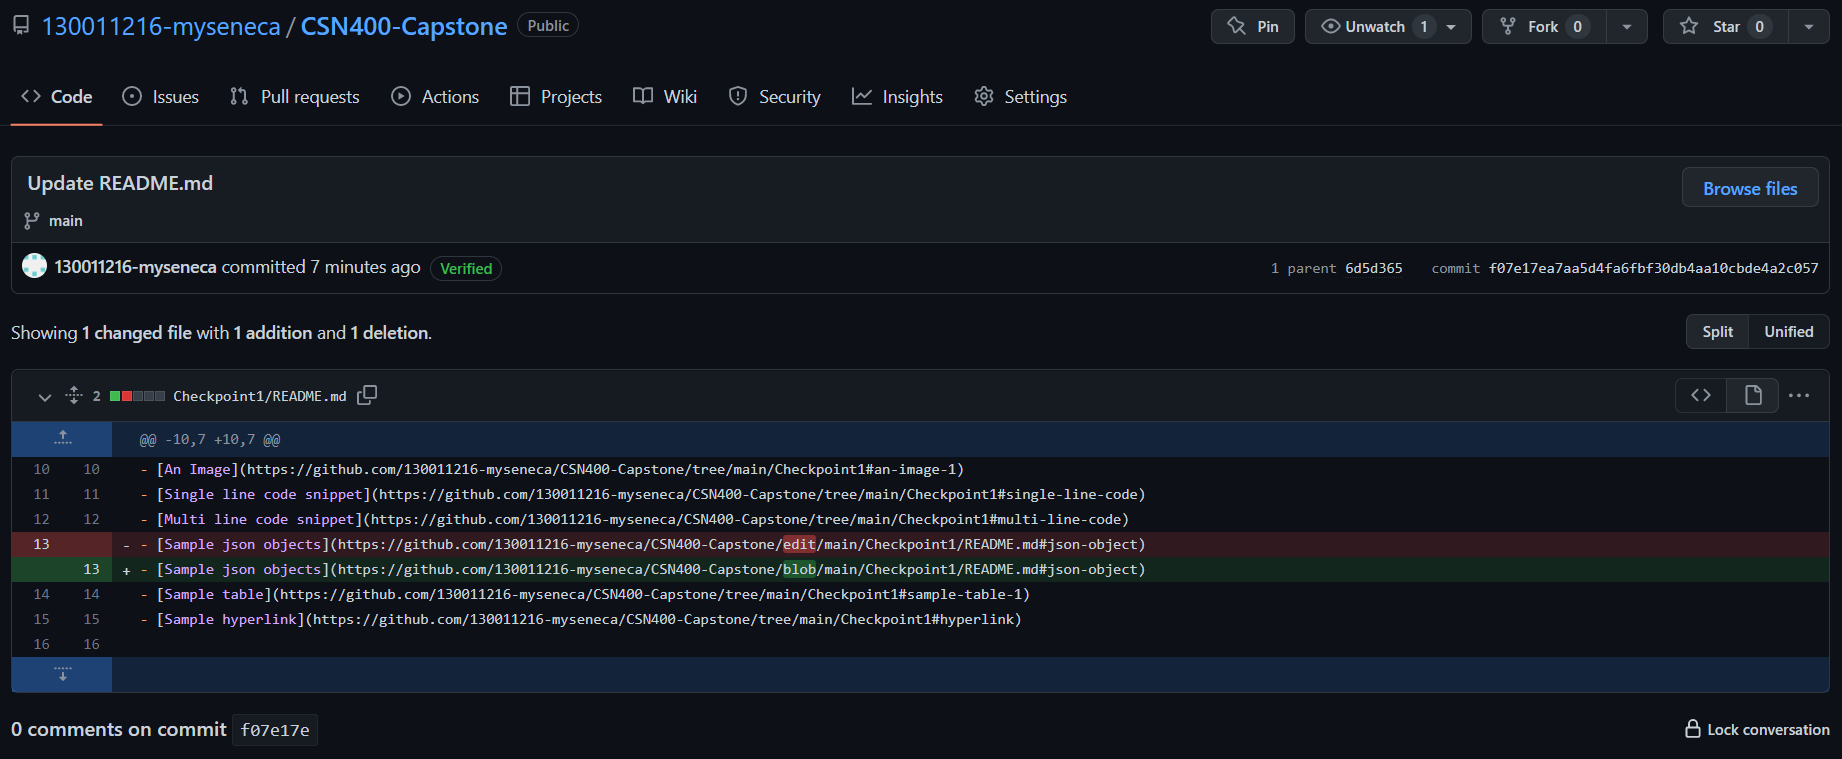 130011216-myseneca / CSN400-Capstone Public Pin Unwatch 1 Fork 0 Star 0
Code Issues Pull requests Actions Projects Wiki Security Insights Settings
Update README.md Browse files
main
130011216-myseneca committed 7 minutes ago Verified 1 parent 6d5d365 commit f07e17ea7aa5d4fa6fbf30db4aa10cbde4a2c057
Showing 1 changed file with 1 addition and 1 deletion. Split Unified
2 Checkpoint1/README.md
@@ -10,7 +10,7 @@
10 10 - [An Image](https://github.com/130011216-myseneca/CSN400-Capstone/tree/main/Checkpoint1#an-image-1)
11 11 - [Single line code snippet](https://github.com/130011216-myseneca/CSN400-Capstone/tree/main/Checkpoint1#single-line-code)
12 12 - [Multi line code snippet](https://github.com/130011216-myseneca/CSN400-Capstone/tree/main/Checkpoint1#multi-line-code)
13 - - [Sample json objects](https://github.com/130011216-myseneca/CSN400-Capstone/edit/main/Checkpoint1/README.md#json-object)
13 + - [Sample json objects](https://github.com/130011216-myseneca/CSN400-Capstone/blob/main/Checkpoint1/README.md#json-object)
14 14 - [Sample table](https://github.com/130011216-myseneca/CSN400-Capstone/tree/main/Checkpoint1#sample-table-1)
15 15 - [Sample hyperlink](https://github.com/130011216-myseneca/CSN400-Capstone/tree/main/Checkpoint1#hyperlink)
16 16
0 comments on commit f07e17e Lock conversation